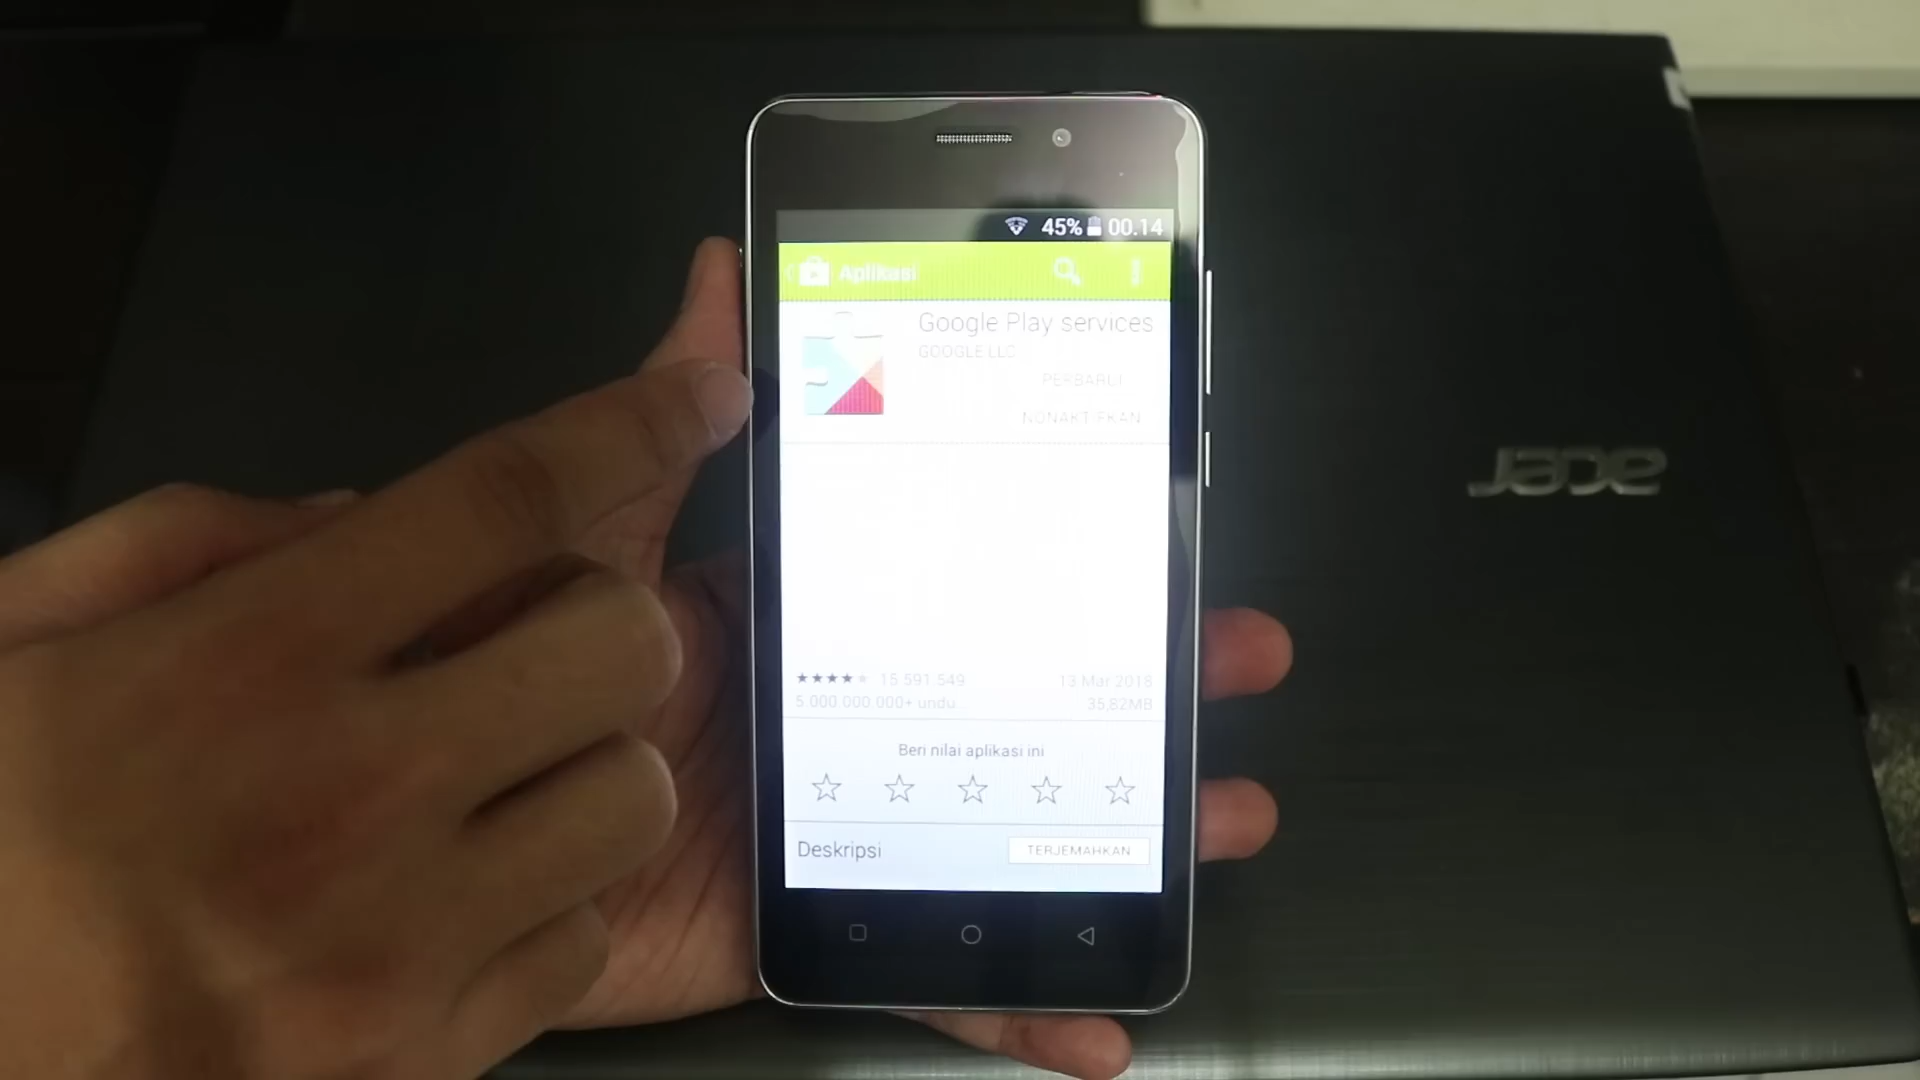 45% 00.14
Aplikasi
Google Play services
GOOGLE LLC
PERBARUI
NONAKTIFKAN
15.591.549
13 Mar 2018
5.000.000.000+ undu...
35,82MB
Beri nilai aplikasi ini
Deskripsi
TERJEMAHKAN
acer